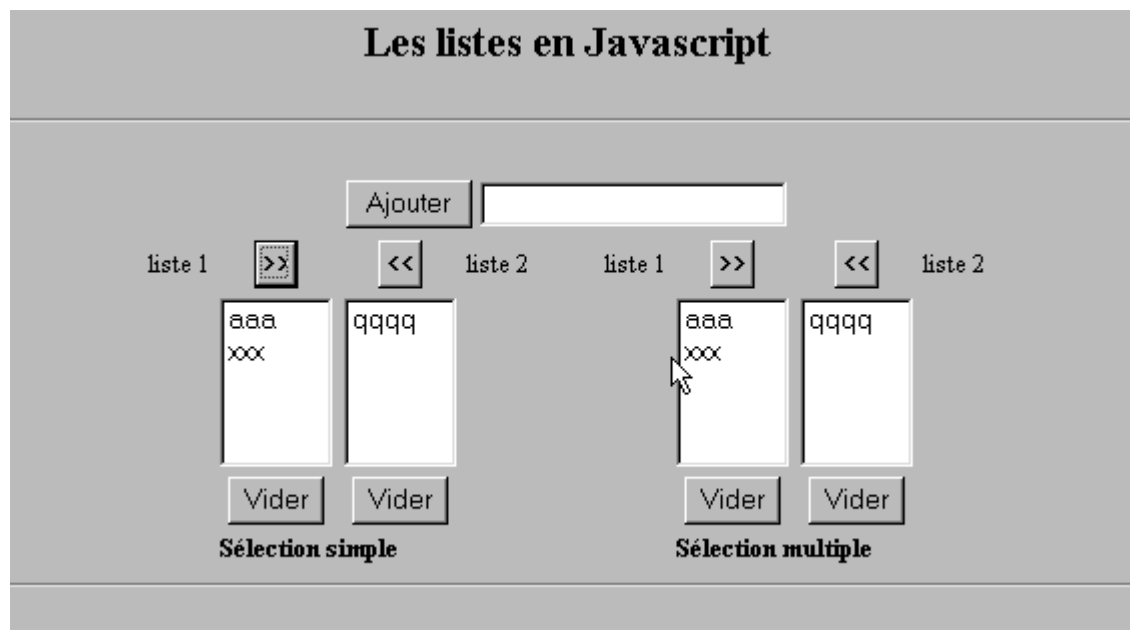 Les listes en Javascript
Ajouter
liste 1 >> << liste 2 liste 1 >> << liste 2
aaa qqqq aaa qqqq
xxx xxx
Vider Vider Vider Vider
Sélection simple Sélection multiple